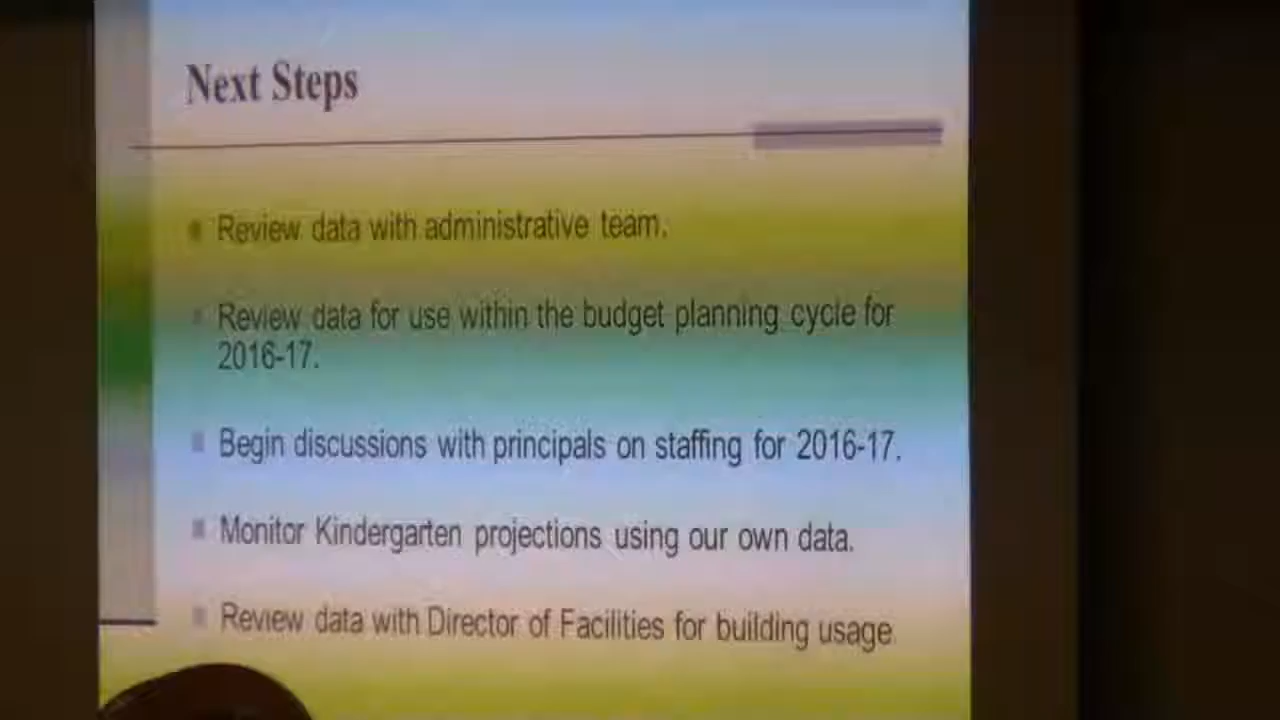 Next Steps
Review data with administrative team.
Review data for use within the budget planning cycle for
2016-17.
Begin discussions with principals on staffing for 2016-17.
Monitor Kindergarten projections using our own data.
Review data with Director of Facilities for building usage